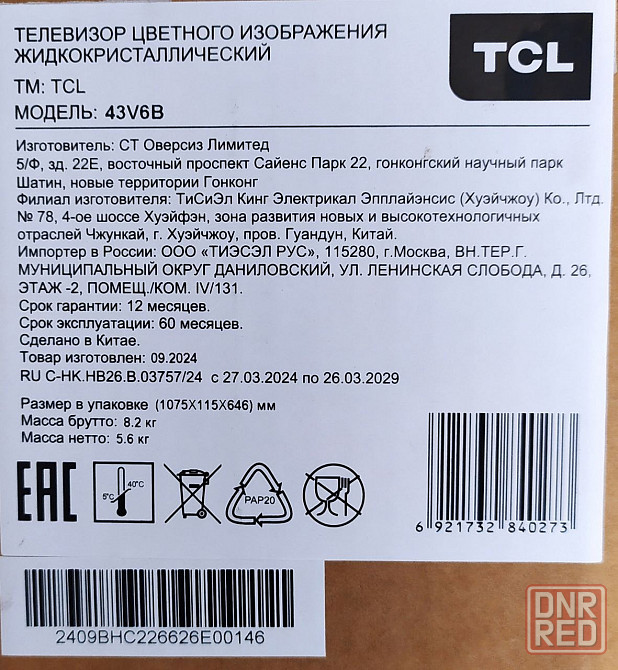 ТЕЛЕВИЗОР ЦВЕТНОГО ИЗОБРАЖЕНИЯ
ЖИДКОКРИСТАЛЛИЧЕСКИЙ
TCL
ТМ: TCL
МОДЕЛЬ: 43V6B
Изготовитель: СТ Оверсиз Лимитед
5/Ф, зд. 22Е, восточный проспект Сайенс Парк 22, гонконгский научный парк
Шатин, новые территории Гонконг
Филиал изготовителя: ТиСиЭл Кинг Электрикал Эпплайэнсис (Хуэйчжоу) Ко., Лтд.
№ 78, 4-ое шоссе Хуэйфэн, зона развития новых и высокотехнологичных
отраслей Чжункай, г. Хуэйчжоу, пров. Гуандун, Китай.
Импортер в России: ООО «ТИЭСЭЛ РУС», 115280, г.Москва, ВН.ТЕР.Г.
МУНИЦИПАЛЬНЫЙ ОКРУГ ДАНИЛОВСКИЙ, УЛ. ЛЕНИНСКАЯ СЛОБОДА, Д. 26,
ЭТАЖ -2, ПОМЕЩ./КОМ. IV/131.
Срок гарантии: 12 месяцев.
Срок эксплуатации: 60 месяцев.
Сделано в Китае.
Товар изготовлен: 09.2024
RU C-HK.HB26.B.03757/24 с 27.03.2024 по 26.03.2029
Размер в упаковке (1075X115X646) мм
Масса брутто: 8.2 кг
Масса нетто: 5.6 кг
EAC
5°C
40°C
PAP20
6 921732 840273
2409BHC226626E00146
DNR
RED